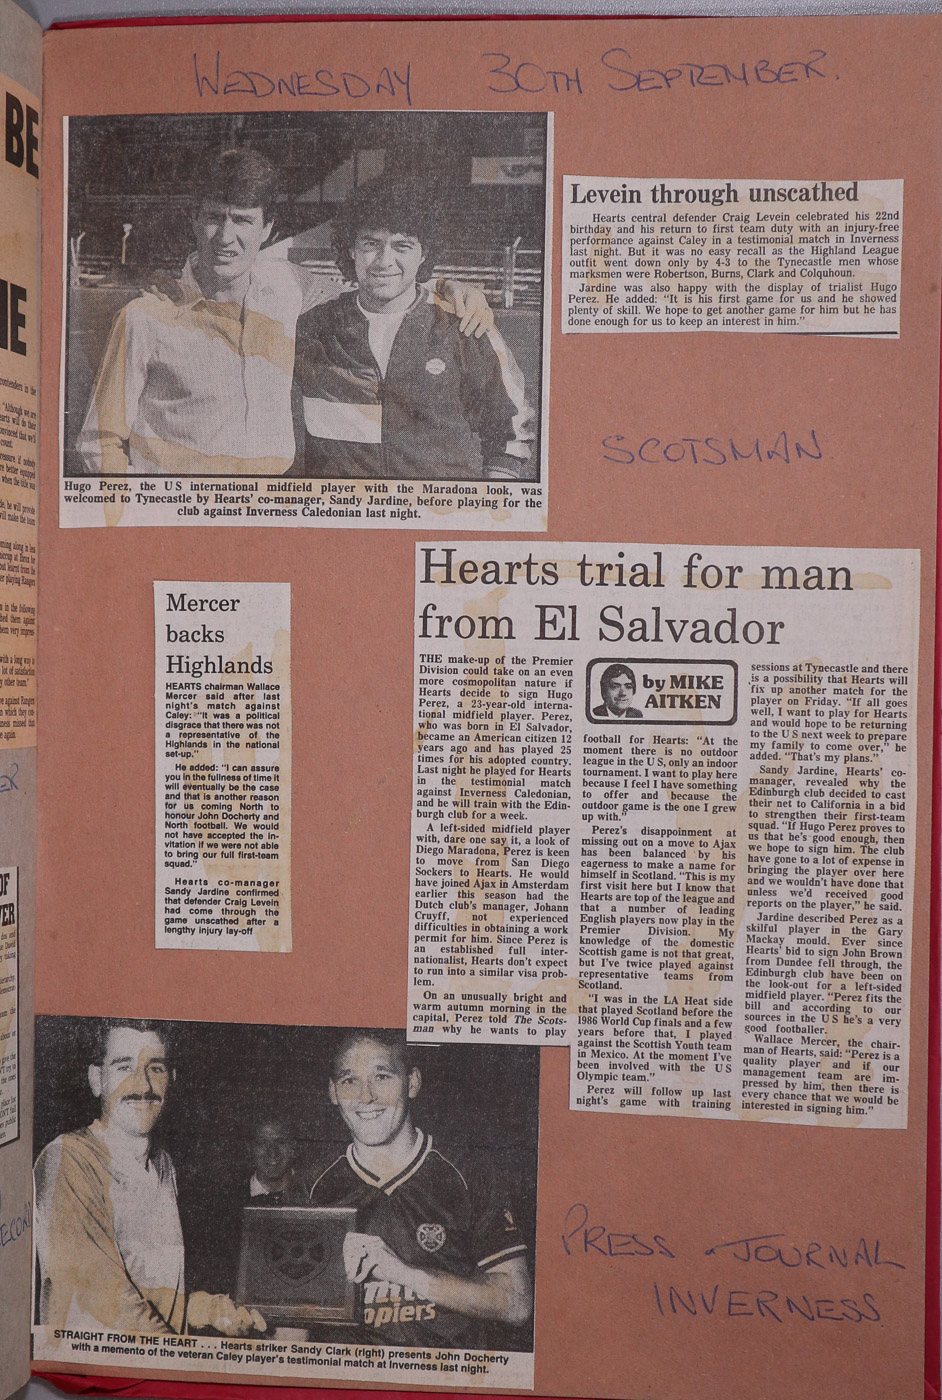 WEDNESDAY 30TH SEPTEMBER.
Hugo Perez, the US international midfield player with the Maradona look, was
welcomed to Tynecastle by Hearts' co-manager, Sandy Jardine, before playing for the
club against Inverness Caledonian last night.
Levein through unscathed
Hearts central defender Craig Levein celebrated his 22nd
birthday and his return to first team duty with an injury-free
performance against Caley in a testimonial match in Inverness
last night. But it was no easy recall as the Highland League
outfit went down only by 4-3 to the Tynecastle men whose
marksmen were Robertson, Burns, Clark and Colquhoun.
Jardine was also happy with the display of trialist Hugo
Perez. He added: "It is his first game for us and he showed
plenty of skill. We hope to get another game for him but he has
done enough for us to keep an interest in him."
SCOTSMAN
Mercer
backs
Highlands
HEARTS chairman Wallace
Mercer said after last
night's match against
Caley: "It was a political
disgrace that there was not
a representative of the
Highlands in the national
set-up."
He added: "I can assure
you in the fullness of time it
will eventually be the case
and that is another reason
for us coming North to
honour John Docherty and
North football. We would
not have accepted the in-
vitation if we were not able
to bring our full first-team
squad."
Hearts co-manager
Sandy Jardine confirmed
that defender Craig Levein
had come through the
game unscathed after a
lengthy injury lay-off
Hearts trial for man
from El Salvador
by MIKE
AITKEN
THE make-up of the Premier
Division could take on an even
more cosmopolitan nature if
Hearts decide to sign Hugo
Perez, a 23-year-old interna-
tional midfield player. Perez,
who was born in El Salvador,
became an American citizen 12
years ago and has played 25
times for his adopted country.
Last night he played for Hearts
in the testimonial match
against Inverness Caledonian,
and he will train with the Edin-
burgh club for a week.
A left-sided midfield player
with, dare one say it, a look of
Diego Maradona, Perez is keen
to move from San Diego
Sockers to Hearts. He would
have joined Ajax in Amsterdam
earlier this season had the
Dutch club's manager, Johann
Cruyff, not experienced
difficulties in obtaining a work
permit for him. Since Perez is
an established full inter-
nationalist, Hearts don't expect
to run into a similar visa prob-
lem.
On an unusually bright and
warm autumn morning in the
capital, Perez told The Scots-
man why he wants to play
football for Hearts: "At the
moment there is no outdoor
league in the US, only an indoor
tournament. I want to play here
because I feel I have something
to offer and because the
outdoor game is the one I grew
up with."
Perez's disappointment at
missing out on a move to Ajax
has been balanced by his
eagerness to make a name for
himself in Scotland. "This is my
first visit here but I know that
Hearts are top of the league and
that a number of leading
English players now play in the
Premier Division. My
knowledge of the domestic
Scottish game is not that great,
but I've twice played against
representative teams from
Scotland.
"I was in the LA Heat side
that played Scotland before the
1986 World Cup finals and a few
years before that, I played
against the Scottish Youth team
in Mexico. At the moment I've
been involved with the US
Olympic team."
Perez will follow up last
night's game with training
sessions at Tynecastle and there
is a possibility that Hearts will
fix up another match for the
player on Friday. "If all goes
well, I want to play for Hearts
and would hope to be returning
to the US next week to prepare
my family to come over," he
added. "That's my plans."
Sandy Jardine, Hearts' co-
manager, revealed why the
Edinburgh club decided to cast
their net to California in a bid
to strengthen their first-team
squad. "If Hugo Perez proves to
us that he's good enough, then
we hope to sign him. The club
have gone to a lot of expense in
bringing the player over here
and we wouldn't have done that
unless we'd received good
reports on the player," he said.
Jardine described Perez as a
skilful player in the Gary
Mackay mould. Ever since
Hearts' bid to sign John Brown
from Dundee fell through, the
Edinburgh club have been on
the look-out for a left-sided
midfield player. "Perez fits the
bill and according to our
sources in the US he's a very
good footballer.
Wallace Mercer, the chair-
man of Hearts, said: "Perez is a
quality player and if our
management team are im-
pressed by him, then there is
every chance that we would be
interested in signing him."
opiers
STRAIGHT FROM THE HEART . . . Hearts striker Sandy Clark (right) presents John Docherty
with a memento of the veteran Caley player's testimonial match at Inverness last night.
PRESS & JOURNAL
INVERNESS